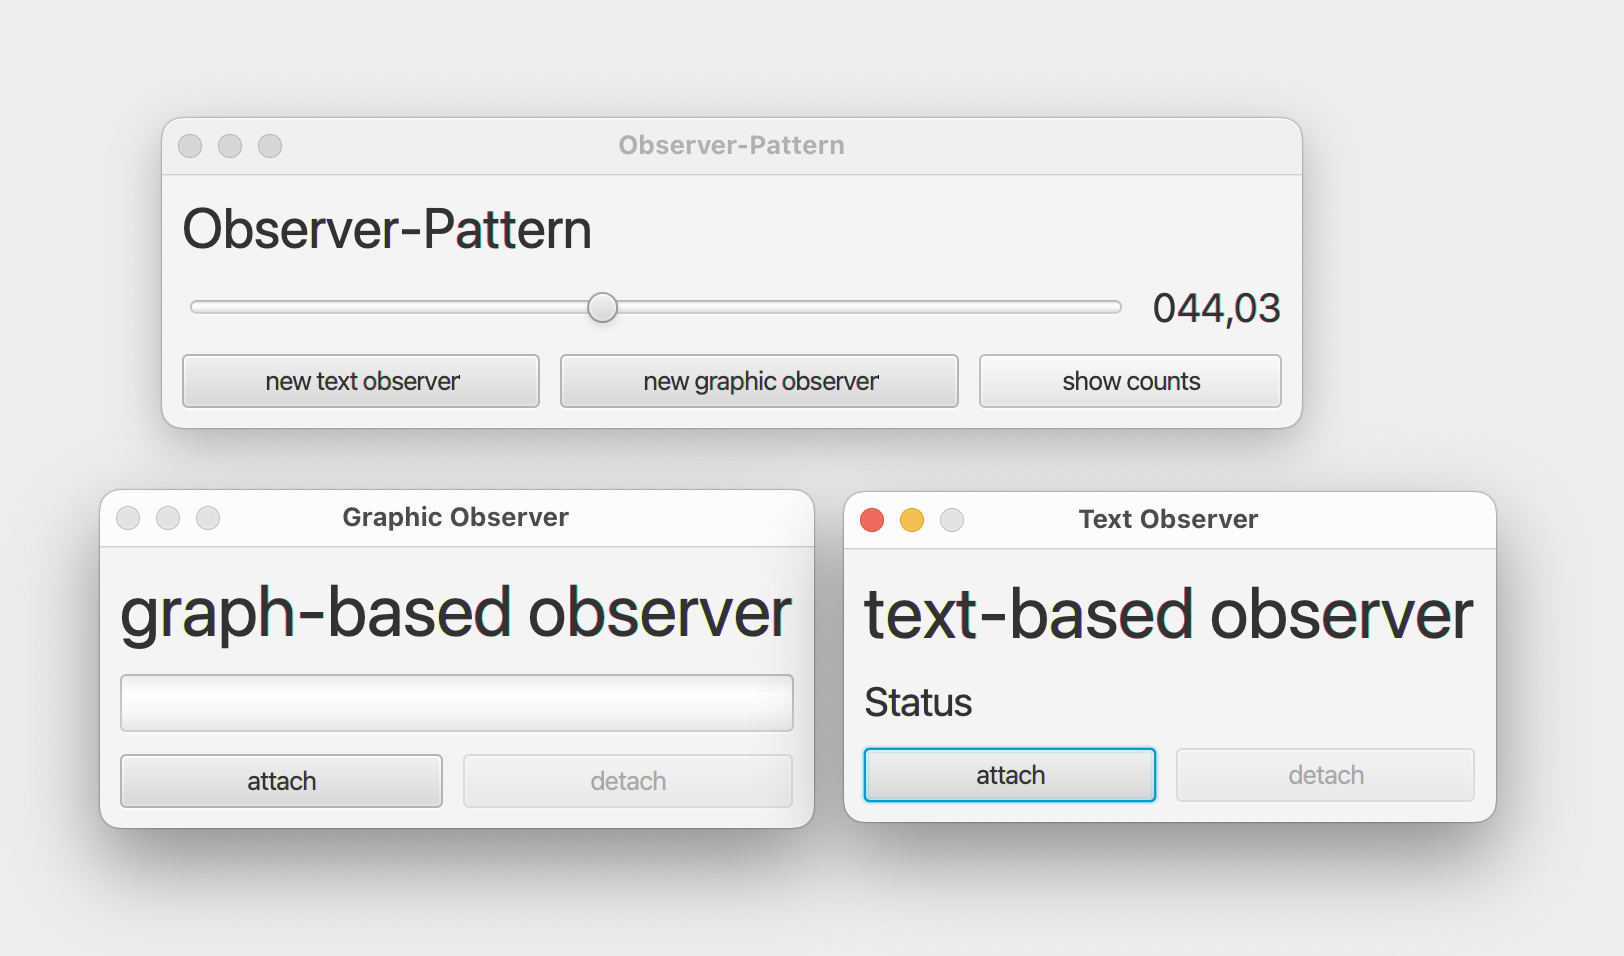 Observer-Pattern
Observer-Pattern
044,03
new text observer new graphic observer show counts
Graphic Observer
graph-based observer
attach detach
Text Observer
text-based observer
Status
attach detach